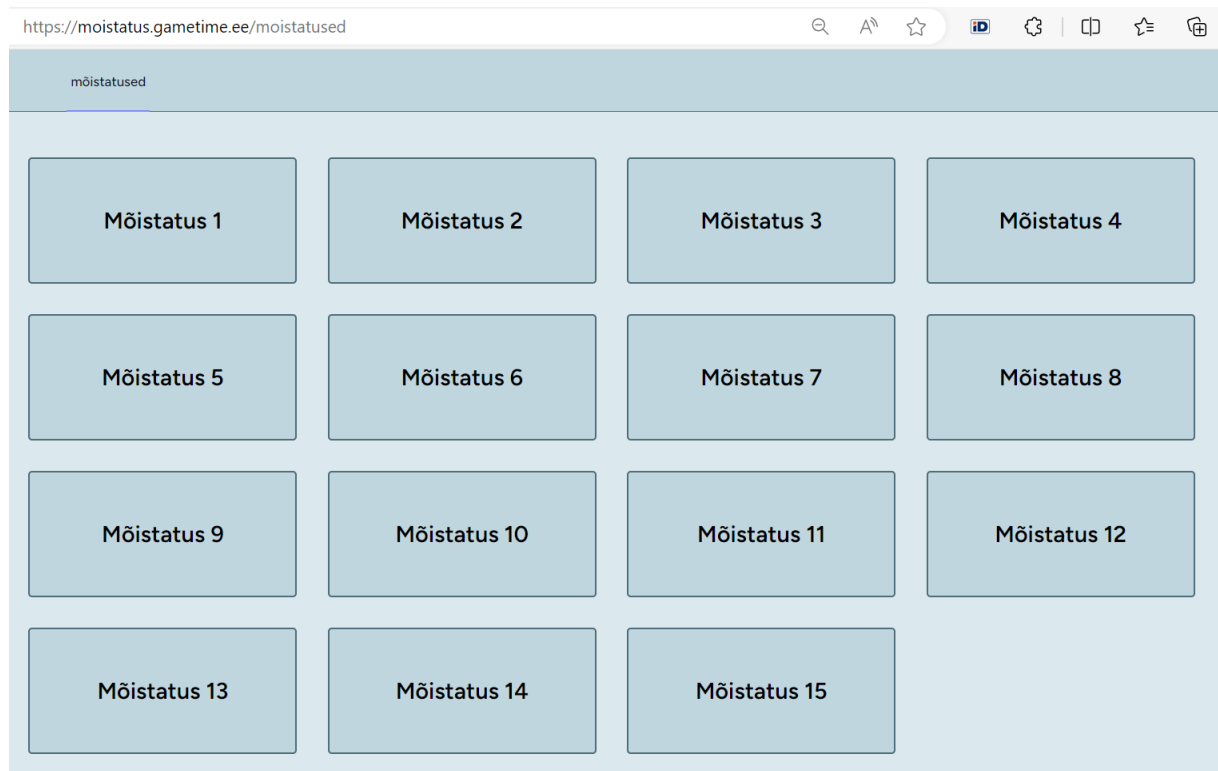 https://moistatus.gametime.ee/moistatused
A
iD
mõistatused
Mõistatus 1
Mõistatus 2
Mõistatus 3
Mõistatus 4
Mõistatus 5
Mõistatus 6
Mõistatus 7
Mõistatus 8
Mõistatus 9
Mõistatus 10
Mõistatus 11
Mõistatus 12
Mõistatus 13
Mõistatus 14
Mõistatus 15